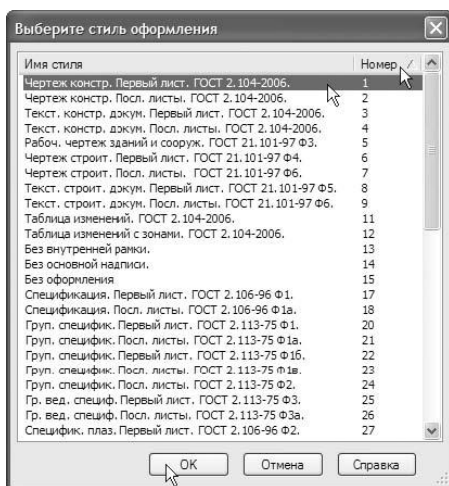 Выберите стиль оформления
Имя стиля Номер
Чертеж констр. Первый лист. ГОСТ 2.104-2006. 1
Чертеж констр. Посл. листы. ГОСТ 2.104-2006. 2
Текст. констр. докум. Первый лист. ГОСТ 2.104-2006. 3
Текст. констр. докум. Посл. листы. ГОСТ 2.104-2006. 4
Рабоч. чертеж зданий и сооруж. ГОСТ 21.101-97 Ф3. 5
Чертеж строит. Первый лист. ГОСТ 21.101-97 Ф4. 6
Чертеж строит. Посл. листы. ГОСТ 21.101-97 Ф6. 7
Текст. строит. докум. Первый лист. ГОСТ 21.101-97 Ф5. 8
Текст. строит. докум. Посл. листы. ГОСТ 21.101-97 Ф6. 9
Таблица изменений. ГОСТ 2.104-2006. 11
Таблица изменений с зонами. ГОСТ 2.104-2006. 12
Без внутренней рамки. 13
Без основной надписи. 14
Без оформления 15
Спецификация. Первый лист. ГОСТ 2.106-96 Ф1. 17
Спецификация. Посл. листы. ГОСТ 2.106-96 Ф1а. 18
Груп. специфик. Первый лист. ГОСТ 2.113-75 Ф1. 20
Груп. специфик. Посл. листы. ГОСТ 2.113-75 Ф1а. 21
Груп. специфик. Первый лист. ГОСТ 2.113-75 Ф1б. 22
Груп. специфик. Посл. листы. ГОСТ 2.113-75 Ф1в. 23
Груп. специфик. Посл. листы. ГОСТ 2.113-75 Ф2. 24
Гр. вед. специф. Первый лист. ГОСТ 2.113-75 Ф3. 25
Гр. вед. специф. Посл. листы. ГОСТ 2.113-75 Ф3а. 26
Специфик. плаз. Первый лист. ГОСТ 2.106-96 Ф2. 27
OK Отмена Справка